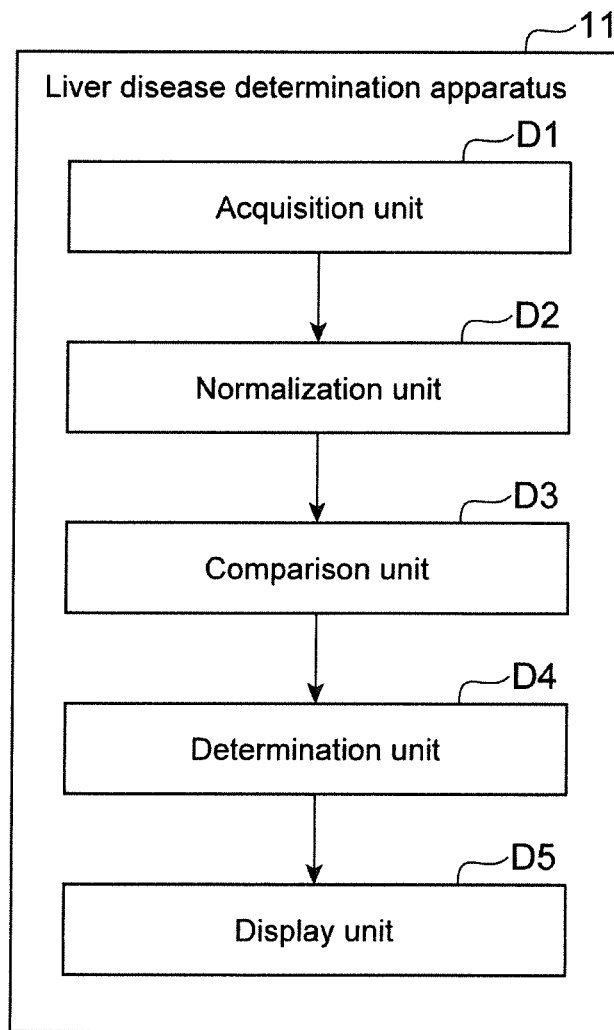 11
Liver disease determination apparatus
D1
Acquisition unit
D2
Normalization unit
D3
Comparison unit
D4
Determination unit
D5
Display unit